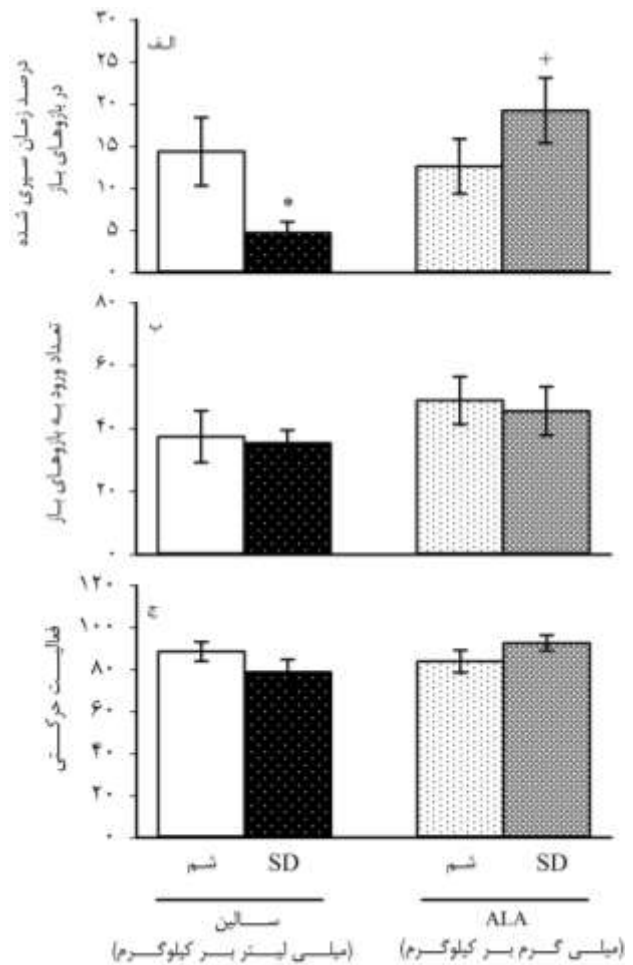 درصد زمان سپری شده
در بازوهای باز
۳۰
۲۵
۲۰
۱۵
۱۰
۵
۰
الف
*
+
تعداد ورود به بازوهای باز
۸۰
۶۰
۴۰
۲۰
۰
ب
فعالیت حرکتی
۱۲۰
۱۰۰
۸۰
۶۰
۴۰
۲۰
۰
ج
شم SD شم SD
سالین ALA
(میلی لیتر بر کیلوگرم) (میلی گرم بر کیلوگرم)